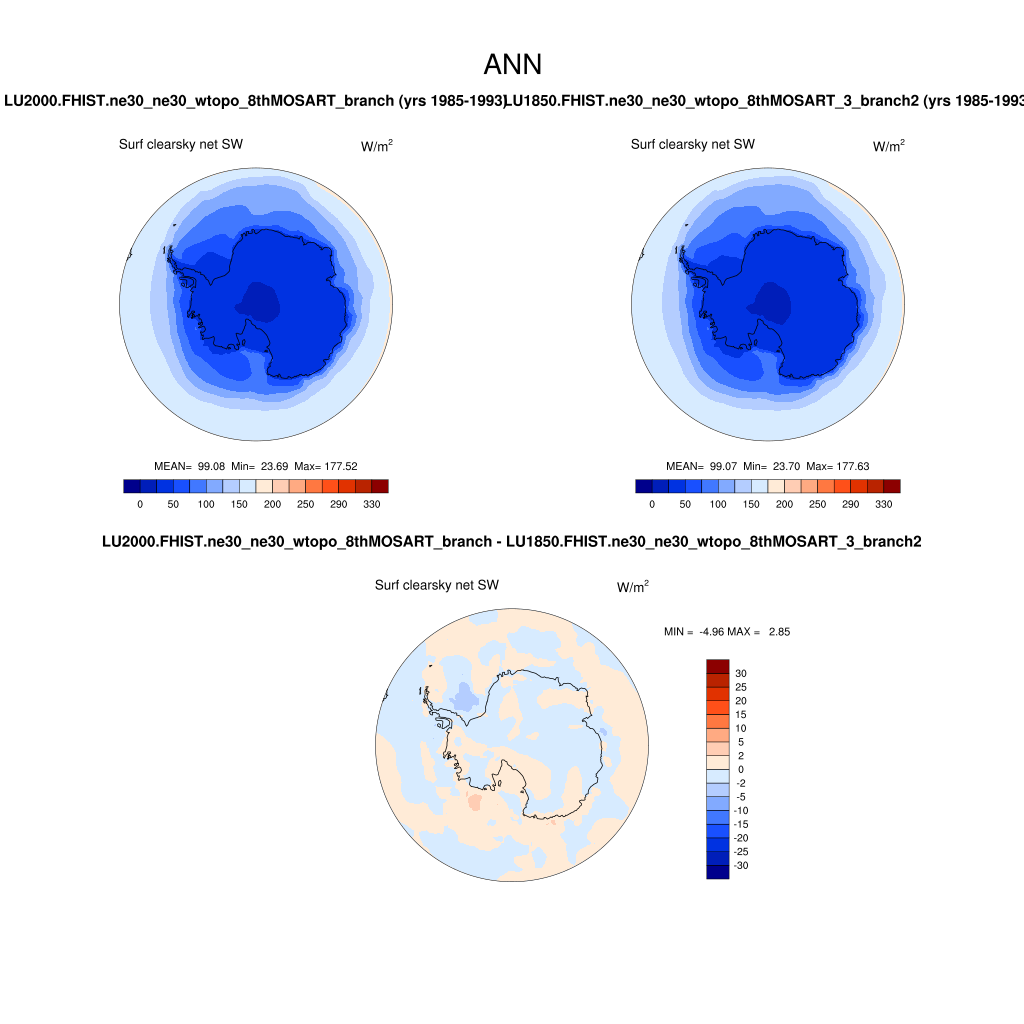 ANN
LU2000.FHIST.ne30_ne30_wtopo_8thMOSART_branch (yrs 1985-1993)
LU1850.FHIST.ne30_ne30_wtopo_8thMOSART_3_branch2 (yrs 1985-1993
Surf clearsky net SW W/m2
Surf clearsky net SW W/m2
MEAN= 99.08 Min= 23.69 Max= 177.52
MEAN= 99.07 Min= 23.70 Max= 177.63
0 50 100 150 200 250 290 330
0 50 100 150 200 250 290 330
LU2000.FHIST.ne30_ne30_wtopo_8thMOSART_branch - LU1850.FHIST.ne30_ne30_wtopo_8thMOSART_3_branch2
Surf clearsky net SW W/m2
MIN = -4.96 MAX = 2.85
30
25
20
15
10
5
2
0
-2
-5
-10
-15
-20
-25
-30